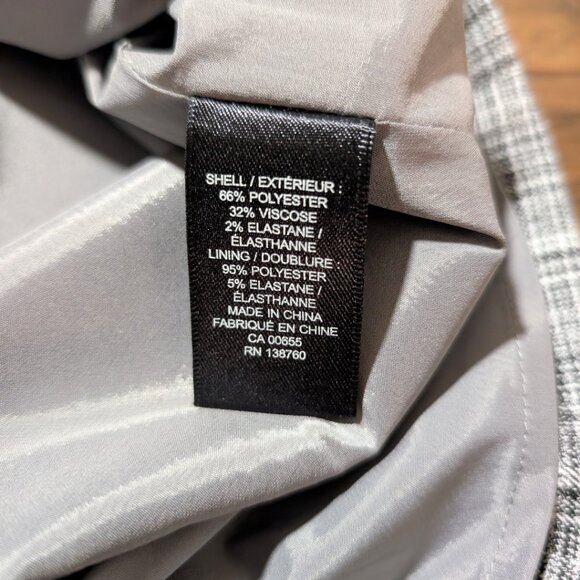 SHELL / EXTÉRIEUR :
66% POLYESTER
32% VISCOSE
2% ELASTANE /
ÉLASTHANNE
LINING / DOUBLURE :
95% POLYESTER
5% ELASTANE /
ÉLASTHANNE
MADE IN CHINA
FABRIQUÉ EN CHINE
CA 00655
RN 138760